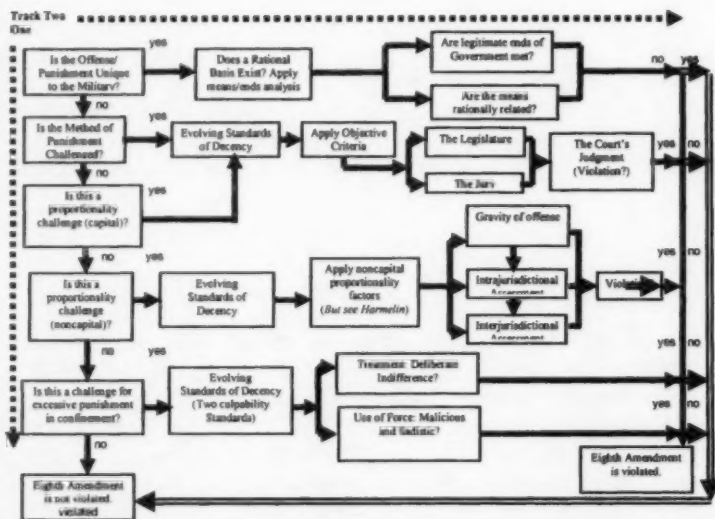 Track Two
One
Is the Offense/
Punishment Unique
to the Military?
yes
no
Does a Rational
Basis Exist? Apply
means/ends analysis
Are legitimate ends of
Government met?
Are the means
rationally related?
no
yes
Is the Method of
Punishment
Challenged?
yes
no
Evolving Standards
of Decency
Apply Objective
Criteria
The Legislature
The Jury
The Court's
Judgment
(Violation?)
yes
no
Is this a
proportionality
challenge (capital)?
yes
no
Is this a
proportionality
challenge
(noncapital)?
yes
no
Evolving
Standards of
Decency
Apply noncapital
proportionality
factors
(But see Harmelin)
Gravity of offense
Intrajurisdictional
Assessment
Interjurisdictional
Assessment
yes
no
Is this a challenge for
excessive punishment
in confinement?
yes
no
Evolving
Standards of Decency
(Two culpability
Standards)
Treatment: Deliberate
Indifference?
yes
no
Use of Force: Malicious
and Sadistic?
yes
no
Eighth Amendment
is violated.
Eighth Amendment
is not violated.
violated